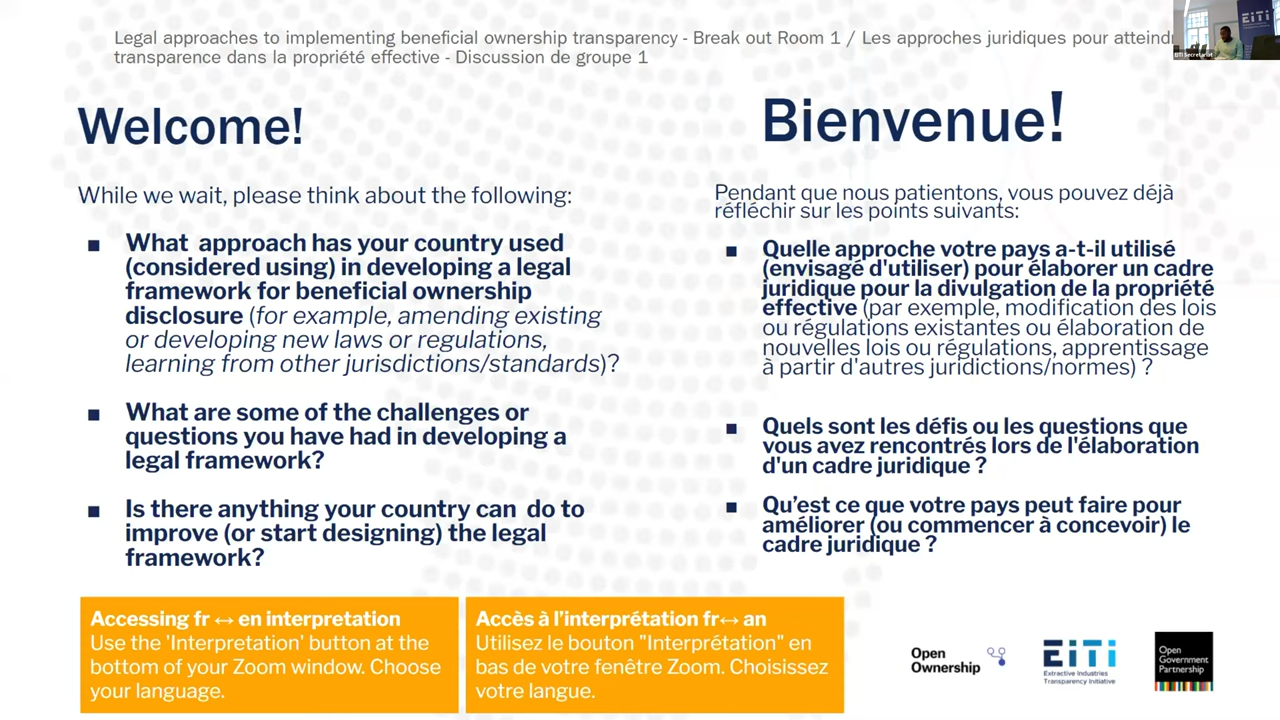 Legal approaches to implementing beneficial ownership transparency - Break out Room 1 / Les approches juridiques pour atteind
transparence dans la propriété effective - Discussion de groupe 1
EITI
EITI Secretariat
Welcome!
While we wait, please think about the following:
■ What approach has your country used
(considered using) in developing a legal
framework for beneficial ownership
disclosure (for example, amending existing
or developing new laws or regulations,
learning from other jurisdictions/standards)?
■ What are some of the challenges or
questions you have had in developing a
legal framework?
■ Is there anything your country can do to
improve (or start designing) the legal
framework?
Bienvenue!
Pendant que nous patientons, vous pouvez déjà
réfléchir sur les points suivants:
■ Quelle approche votre pays a-t-il utilisé
(envisagé d'utiliser) pour élaborer un cadre
juridique pour la divulgation de la propriété
effective (par exemple, modification des lois
ou régulations existantes ou élaboration de
nouvelles lois ou régulations, apprentissage
à partir d'autres juridictions/normes) ?
■ Quels sont les défis ou les questions que
vous avez rencontrés lors de l'élaboration
d'un cadre juridique ?
■ Qu’est ce que votre pays peut faire pour
améliorer (ou commencer à concevoir) le
cadre juridique ?
Accessing fr ↔ en interpretation
Use the 'Interpretation' button at the
bottom of your Zoom window. Choose
your language.
Accès à l’interprétation fr↔ an
Utilisez le bouton "Interprétation" en
bas de votre fenêtre Zoom. Choisissez
votre langue.
Open
Ownership
EITI
Extractive Industries
Transparency Initiative
Open
Government
Partnership